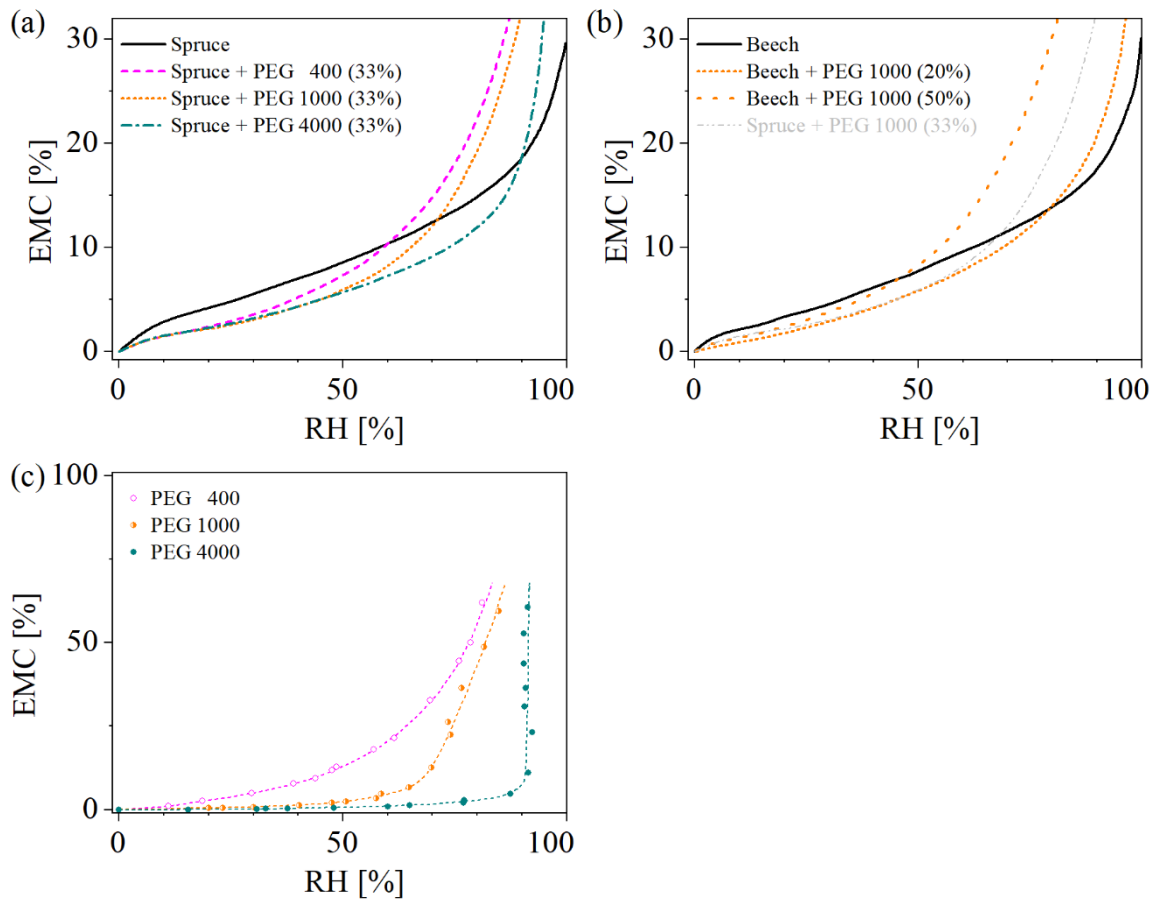 (a)
Spruce
Spruce + PEG 400 (33%)
Spruce + PEG 1000 (33%)
Spruce + PEG 4000 (33%)
EMC [%]
30
20
10
0
0
50
100
RH [%]
(b)
Beech
Beech + PEG 1000 (20%)
Beech + PEG 1000 (50%)
Spruce + PEG 1000 (33%)
EMC [%]
30
20
10
0
0
50
100
RH [%]
(c)
PEG 400
PEG 1000
PEG 4000
EMC [%]
100
50
0
0
50
100
RH [%]